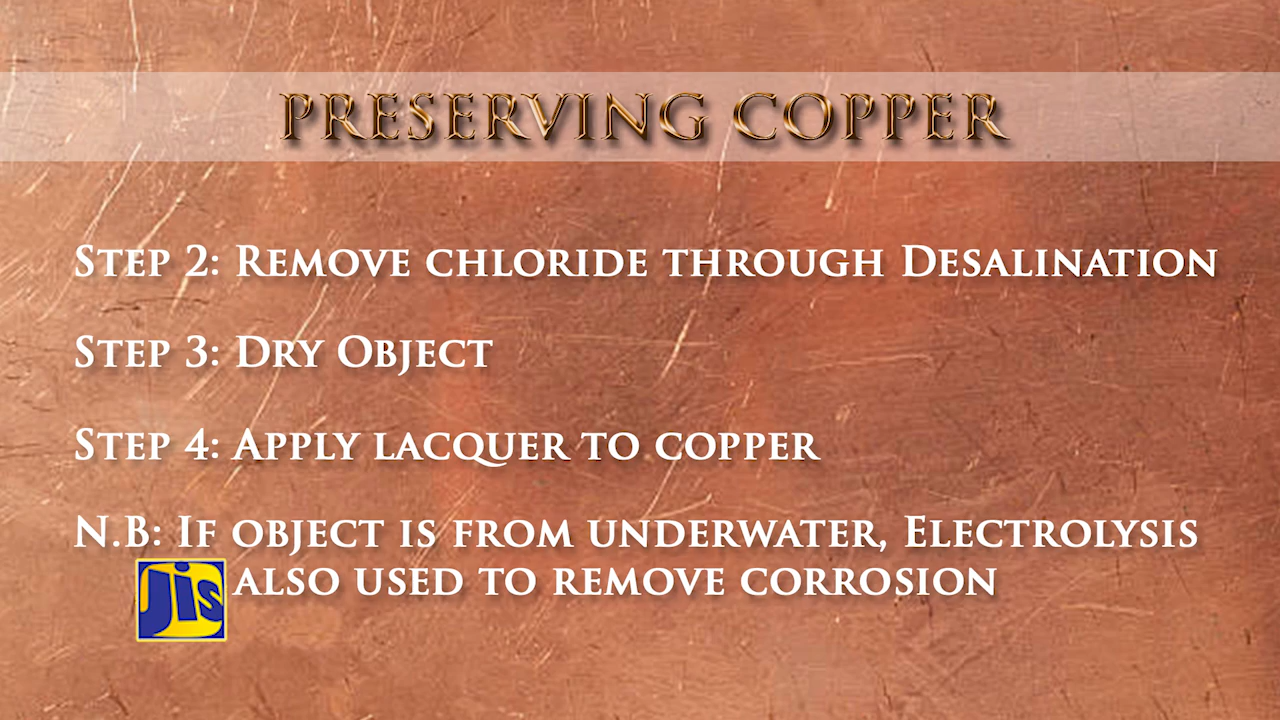 PRESERVING COPPER
STEP 2: REMOVE CHLORIDE THROUGH DESALINATION
STEP 3: DRY OBJECT
STEP 4: APPLY LACQUER TO COPPER
N.B: IF OBJECT IS FROM UNDERWATER, ELECTROLYSIS
ALSO USED TO REMOVE CORROSION
JIS